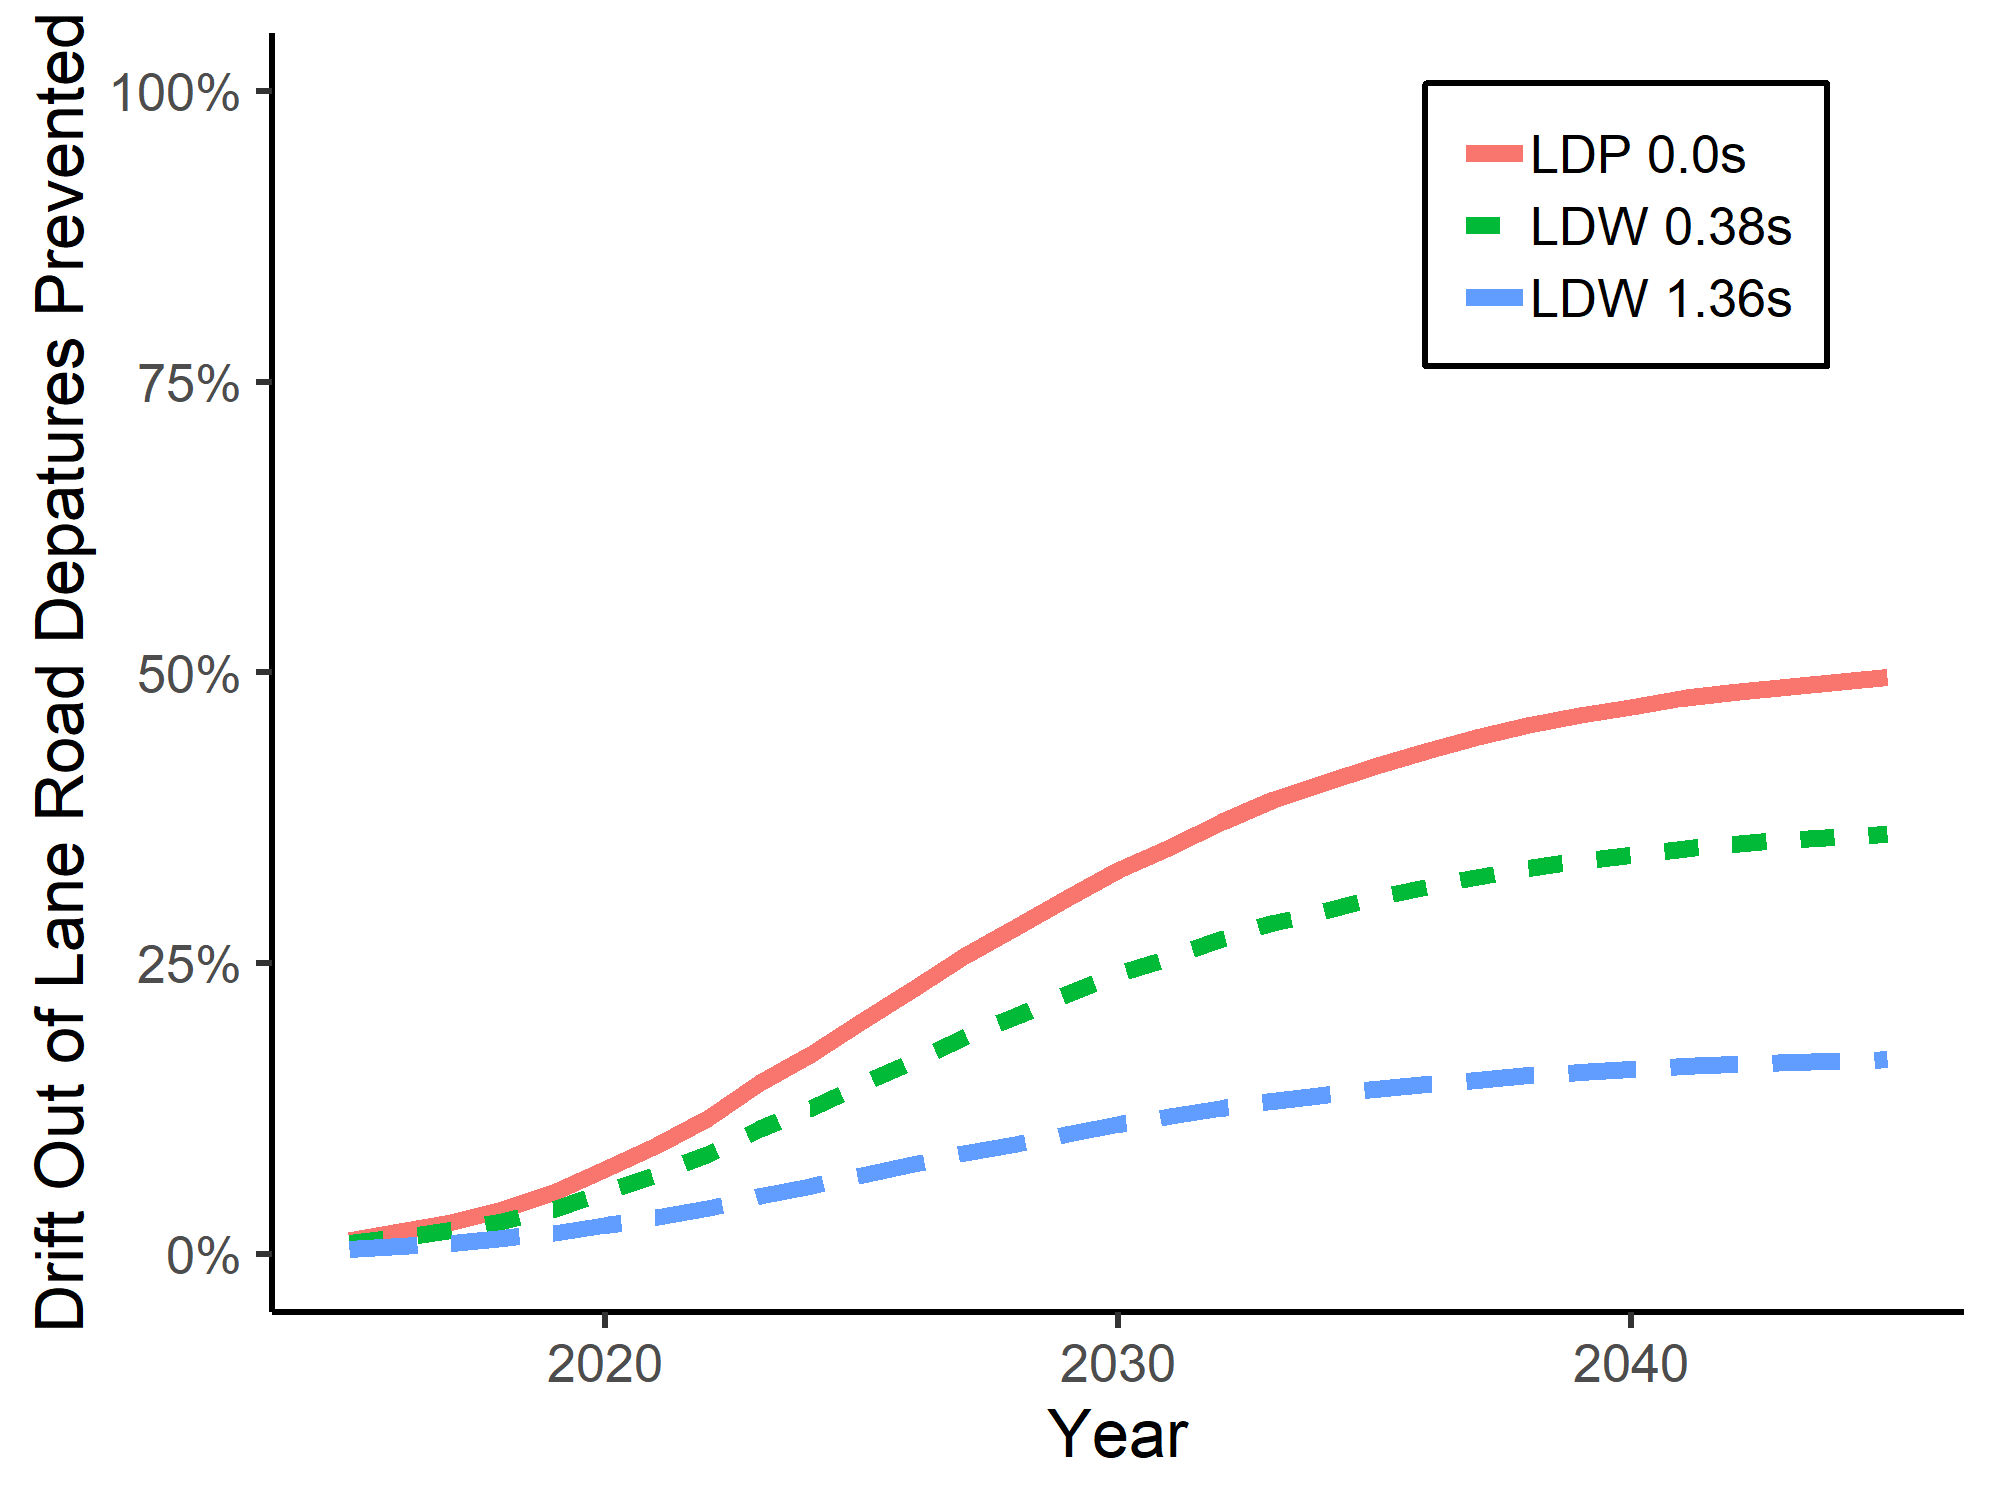 Drift Out of Lane Road Depatures Prevented
100%
75%
50%
25%
0%
LDP 0.0s
LDW 0.38s
LDW 1.36s
2020
2030
2040
Year